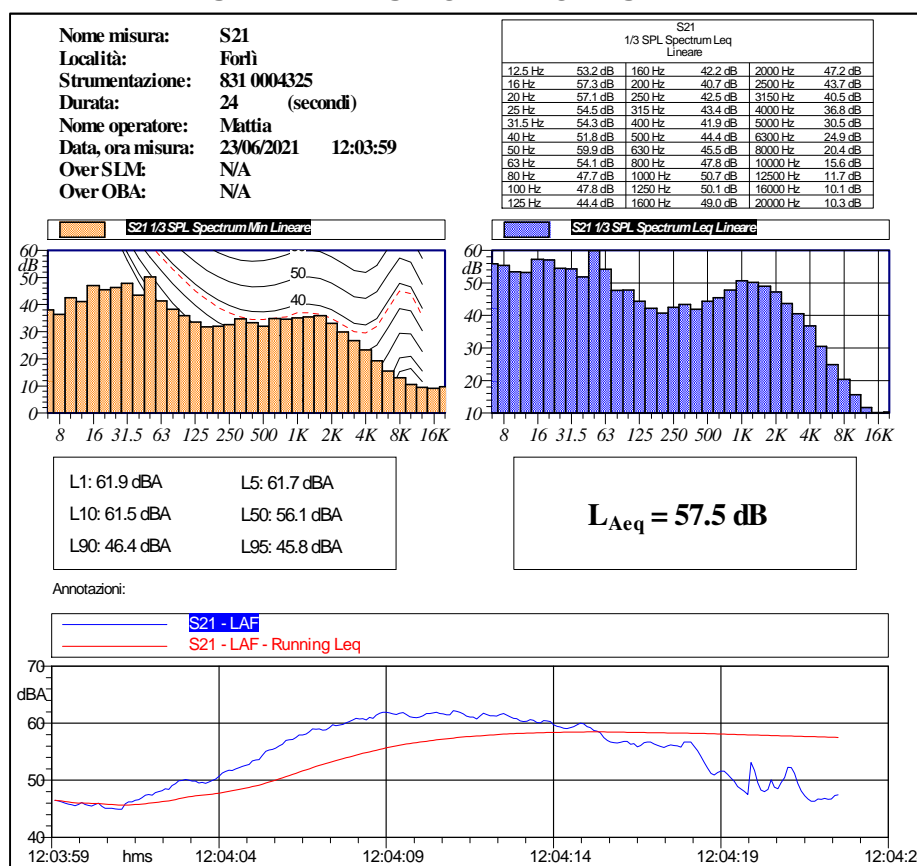 Nome misura: S21
Località: Forlì
Strumentazione: 831 0004325
Durata: 24 (secondi)
Nome operatore: Mattia
Data, ora misura: 23/06/2021 12:03:59
Over SLM: N/A
Over OBA: N/A
S21
1/3 SPL Spectrum Leq
Lineare
12.5 Hz 53.2 dB 160 Hz 42.2 dB 2000 Hz 47.2 dB
16 Hz 57.3 dB 200 Hz 40.7 dB 2500 Hz 43.7 dB
20 Hz 57.1 dB 250 Hz 42.5 dB 3150 Hz 40.5 dB
25 Hz 54.5 dB 315 Hz 43.4 dB 4000 Hz 36.8 dB
31.5 Hz 54.3 dB 400 Hz 41.9 dB 5000 Hz 30.5 dB
40 Hz 51.8 dB 500 Hz 44.4 dB 6300 Hz 24.9 dB
50 Hz 59.9 dB 630 Hz 45.5 dB 8000 Hz 20.4 dB
63 Hz 54.1 dB 800 Hz 47.8 dB 10000 Hz 15.6 dB
80 Hz 47.7 dB 1000 Hz 50.7 dB 12500 Hz 11.7 dB
100 Hz 47.8 dB 1250 Hz 50.1 dB 16000 Hz 10.1 dB
125 Hz 44.4 dB 1600 Hz 49.0 dB 20000 Hz 10.3 dB
S21 1/3 SPL Spectrum Min Lineare
60
dB
50
40
30
20
10
0
50
40
8 16 31.5 63 125 250 500 1K 2K 4K 8K 16K
S21 1/3 SPL Spectrum Leq Lineare
60
dB
50
40
30
20
10
8 16 31.5 63 125 250 500 1K 2K 4K 8K 16K
L1: 61.9 dBA L5: 61.7 dBA
L10: 61.5 dBA L50: 56.1 dBA
L90: 46.4 dBA L95: 45.8 dBA
LAeq = 57.5 dB
Annotazioni:
S21 - LAF
S21 - LAF - Running Leq
70
dBA
60
50
40
12:03:59 hms 12:04:04 12:04:09 12:04:14 12:04:19 12:04:2